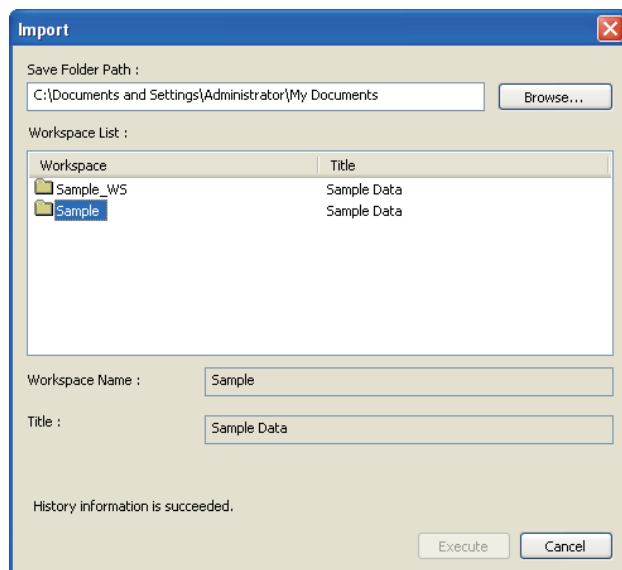 Import
Save Folder Path :
C:\Documents and Settings\Administrator\My Documents
Browse...
Workspace List :
Workspace Title
Sample_WS Sample Data
Sample Sample Data
Workspace Name : Sample
Title : Sample Data
History information is succeeded.
Execute Cancel